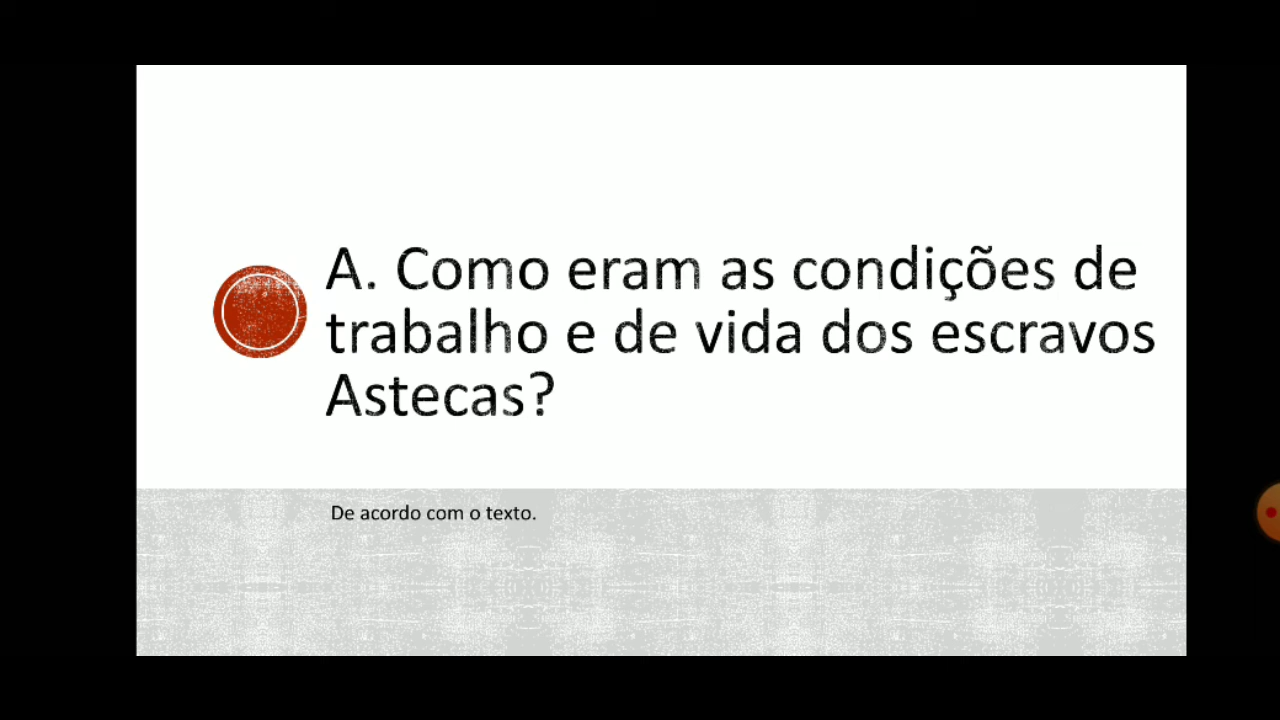 A. Como eram as condições de
trabalho e de vida dos escravos
Astecas?
De acordo com o texto.